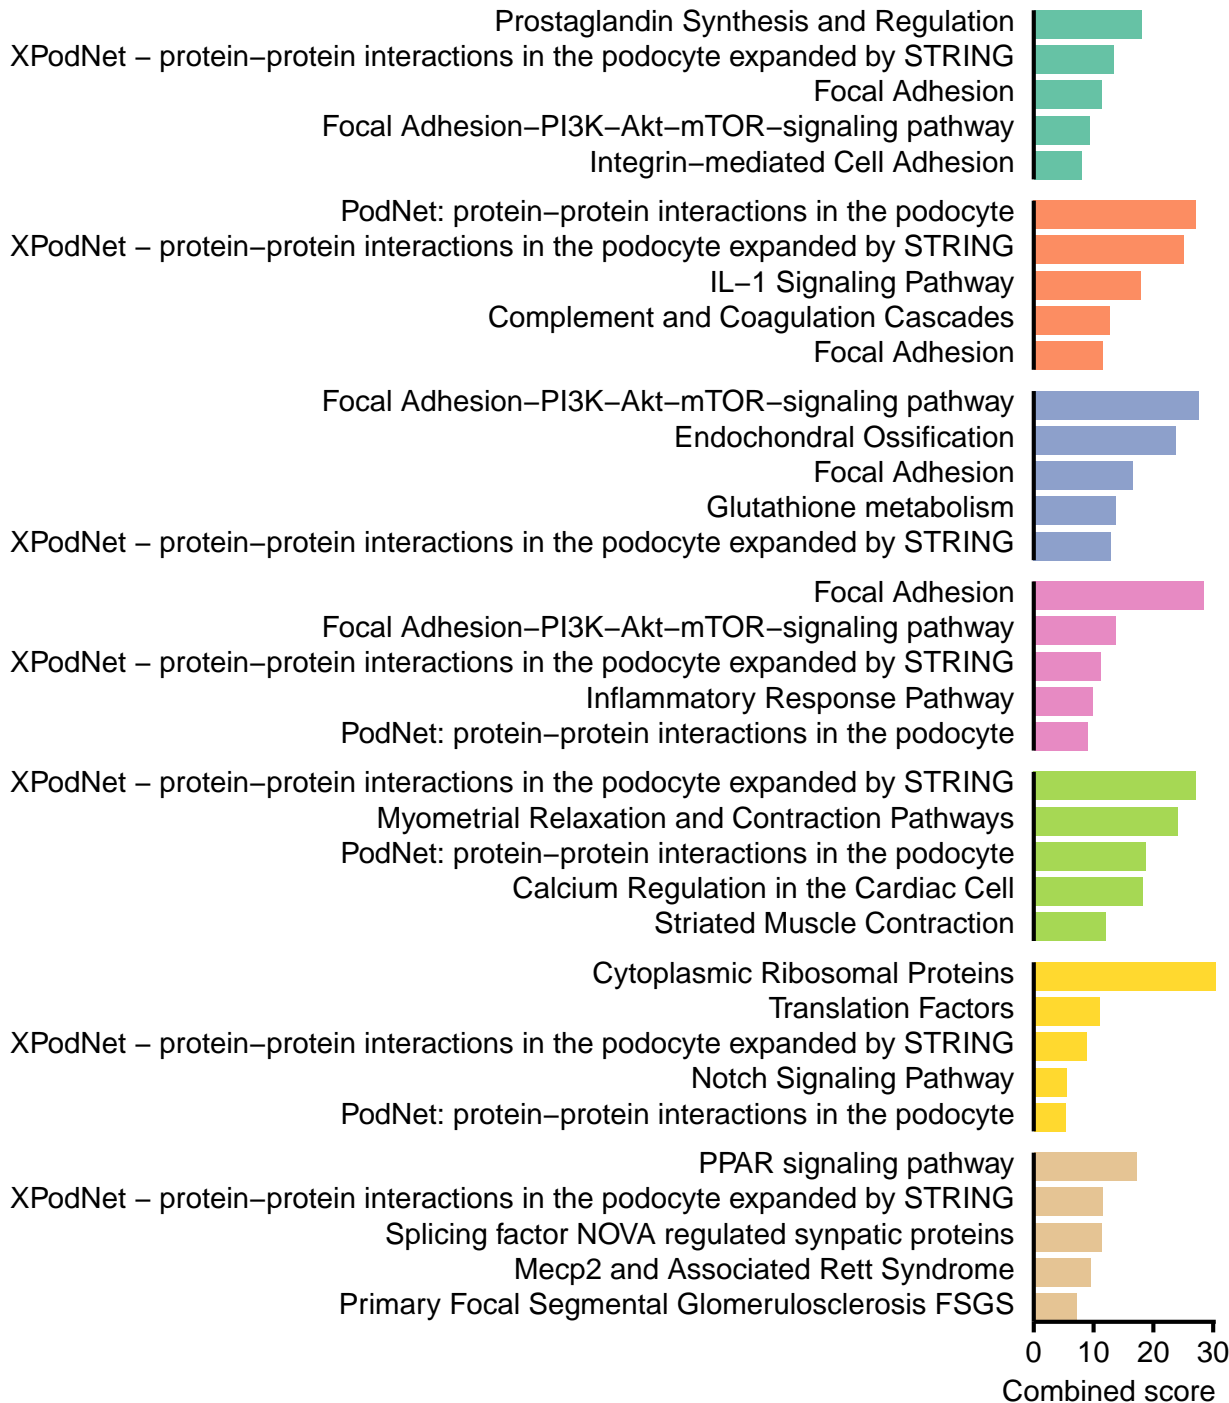 Prostaglandin Synthesis and Regulation
XPodNet – protein–protein interactions in the podocyte expanded by STRING
Focal Adhesion
Focal Adhesion–PI3K–Akt–mTOR–signaling pathway
Integrin–mediated Cell Adhesion
PodNet: protein–protein interactions in the podocyte
XPodNet – protein–protein interactions in the podocyte expanded by STRING
IL–1 Signaling Pathway
Complement and Coagulation Cascades
Focal Adhesion
Focal Adhesion–PI3K–Akt–mTOR–signaling pathway
Endochondral Ossification
Focal Adhesion
Glutathione metabolism
XPodNet – protein–protein interactions in the podocyte expanded by STRING
Focal Adhesion
Focal Adhesion–PI3K–Akt–mTOR–signaling pathway
XPodNet – protein–protein interactions in the podocyte expanded by STRING
Inflammatory Response Pathway
PodNet: protein–protein interactions in the podocyte
XPodNet – protein–protein interactions in the podocyte expanded by STRING
Myometrial Relaxation and Contraction Pathways
PodNet: protein–protein interactions in the podocyte
Calcium Regulation in the Cardiac Cell
Striated Muscle Contraction
Cytoplasmic Ribosomal Proteins
Translation Factors
XPodNet – protein–protein interactions in the podocyte expanded by STRING
Notch Signaling Pathway
PodNet: protein–protein interactions in the podocyte
PPAR signaling pathway
XPodNet – protein–protein interactions in the podocyte expanded by STRING
Splicing factor NOVA regulated synpatic proteins
Mecp2 and Associated Rett Syndrome
Primary Focal Segmental Glomerulosclerosis FSGS
0 10 20 30
Combined score